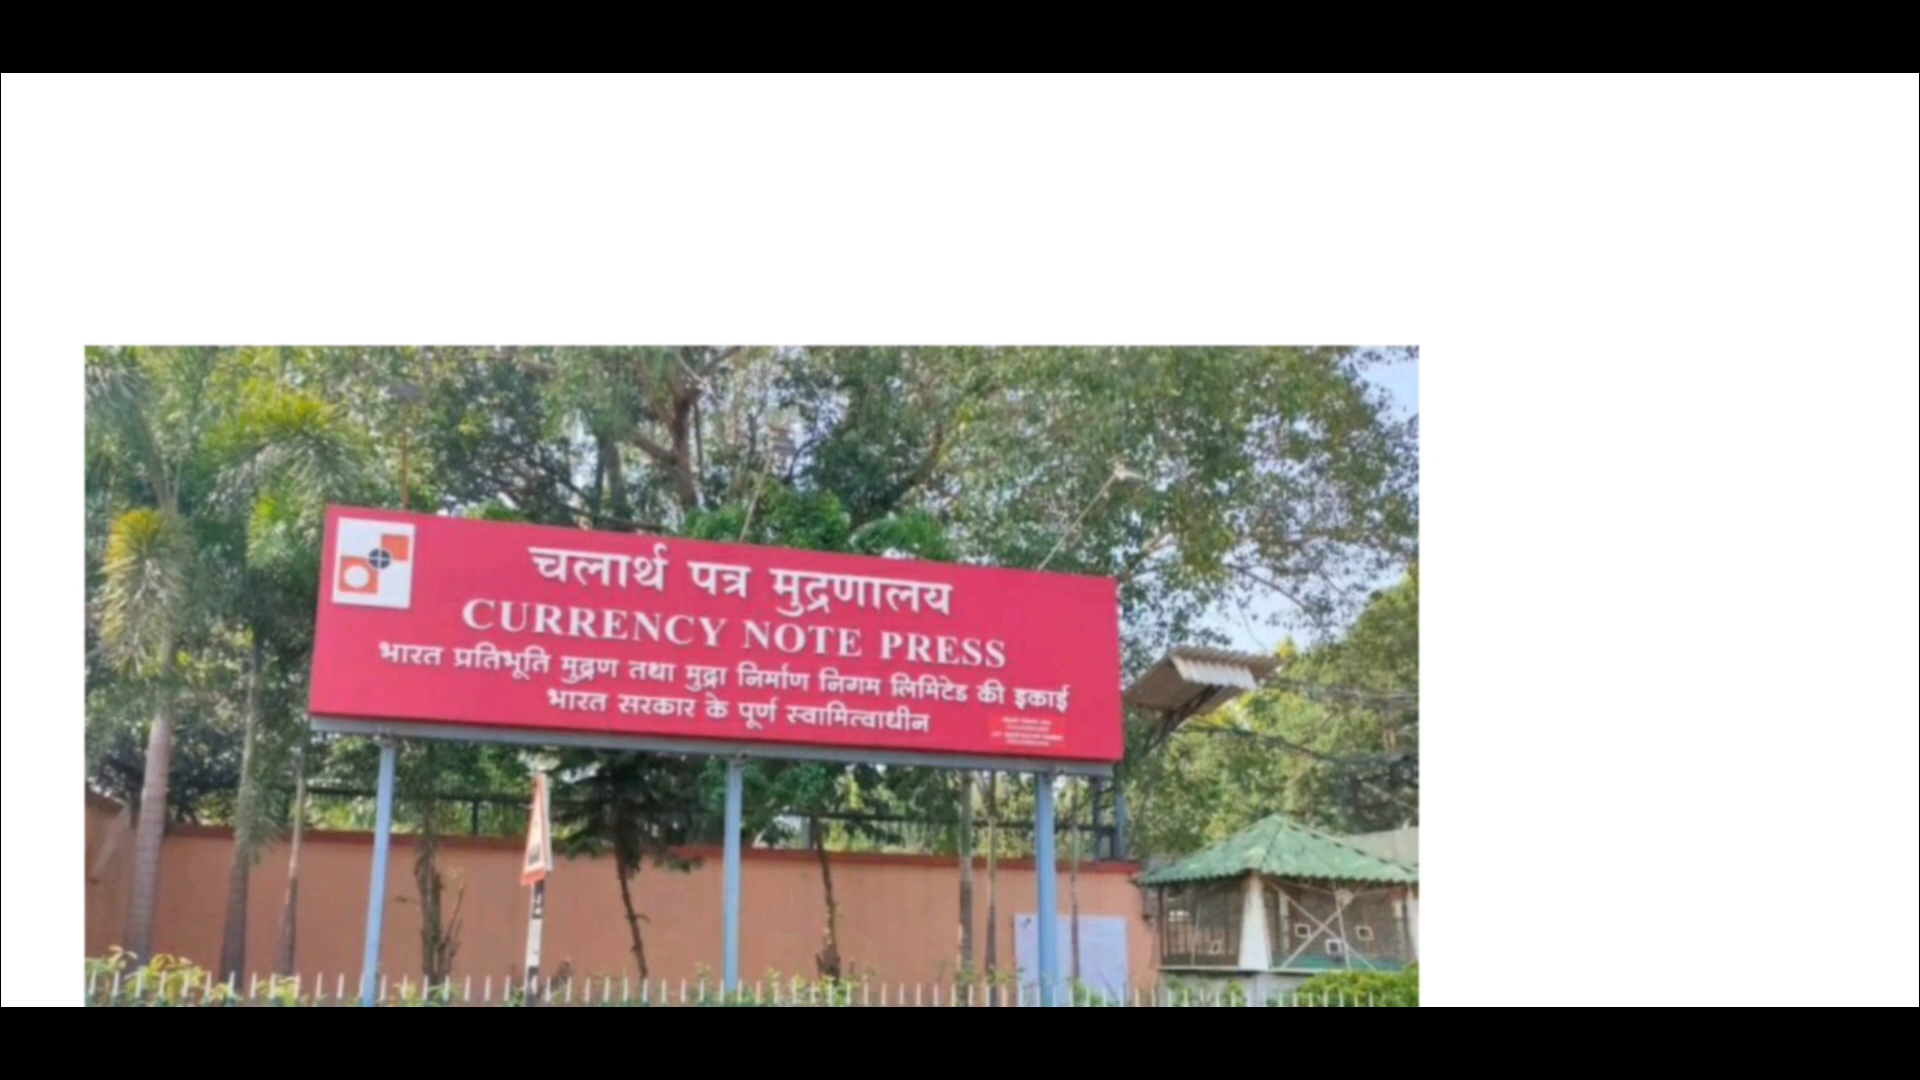 चलार्थ पत्र मुद्रणालय
CURRENCY NOTE PRESS
भारत प्रतिभूति मुद्रण तथा मुद्रा निर्माण निगम लिमिटेड की इकाई
भारत सरकार के पूर्ण स्वामित्वाधीन